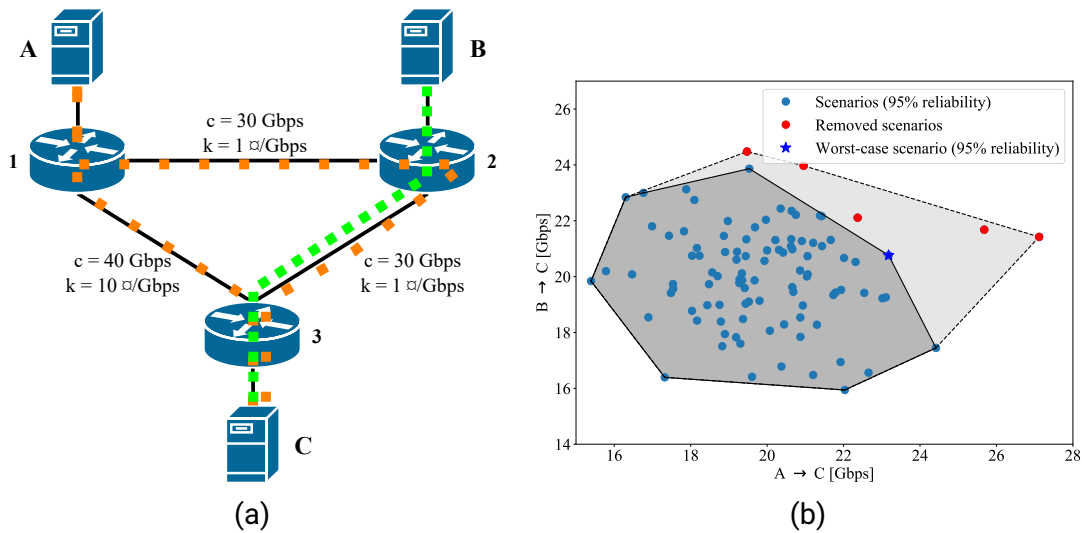 A
B
c = 30 Gbps
k = 1 ¤/Gbps
1
2
c = 40 Gbps
k = 10 ¤/Gbps
c = 30 Gbps
k = 1 ¤/Gbps
3
C
(a)
Scenarios (95% reliability)
Removed scenarios
Worst-case scenario (95% reliability)
B → C [Gbps]
26
24
22
20
18
16
14
16
18
20
22
24
26
28
A → C [Gbps]
(b)